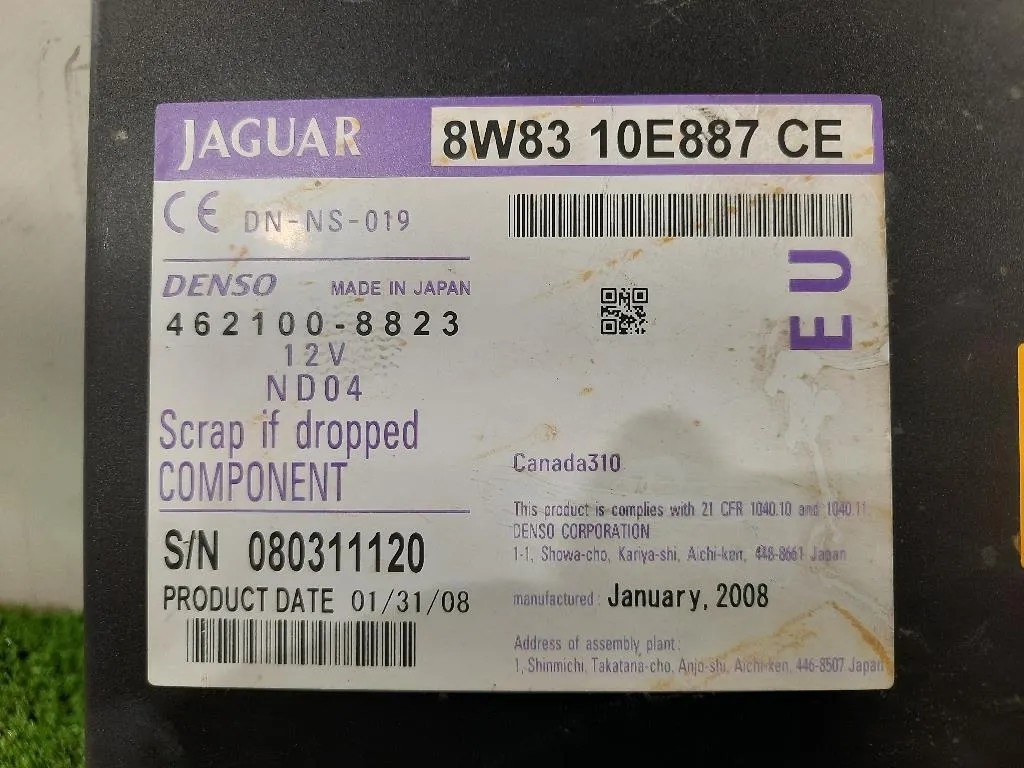 JAGUAR 8W83 10E887 CE
CE DN-NS-019
EU
DENSO MADE IN JAPAN
462100-8823
12V
ND04
Scrap if dropped
COMPONENT
Canada310
This product is complies with 21 CFR 1040.10 and 1040.11.
DENSO CORPORATION
1-1, Showa-cho, Kariya-shi, Aichi-ken, 448-8661 Japan
S/N 080311120
PRODUCT DATE 01/31/08
manufactured : January, 2008
Address of assembly plant :
1, Shinmichi, Takatana-cho, Anjo-shi, Aichi-ken, 446-8507 Japan